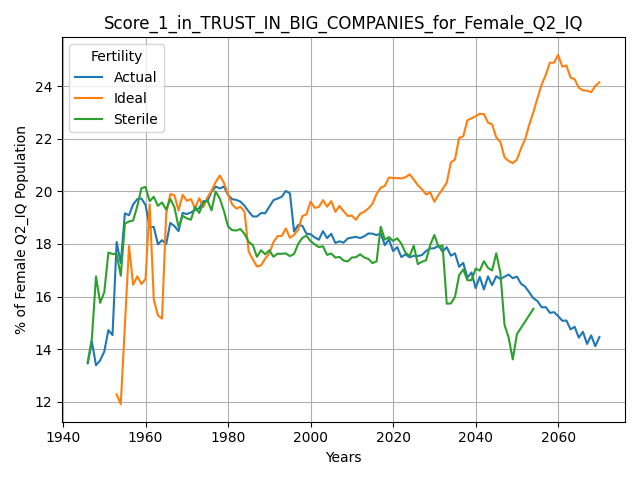 Score_1_in_TRUST_IN_BIG_COMPANIES_for_Female_Q2_IQ
Fertility
Actual
Ideal
Sterile
% of Female Q2_IQ Population
24
22
20
18
16
14
12
1940
1960
1980
2000
2020
2040
2060
Years